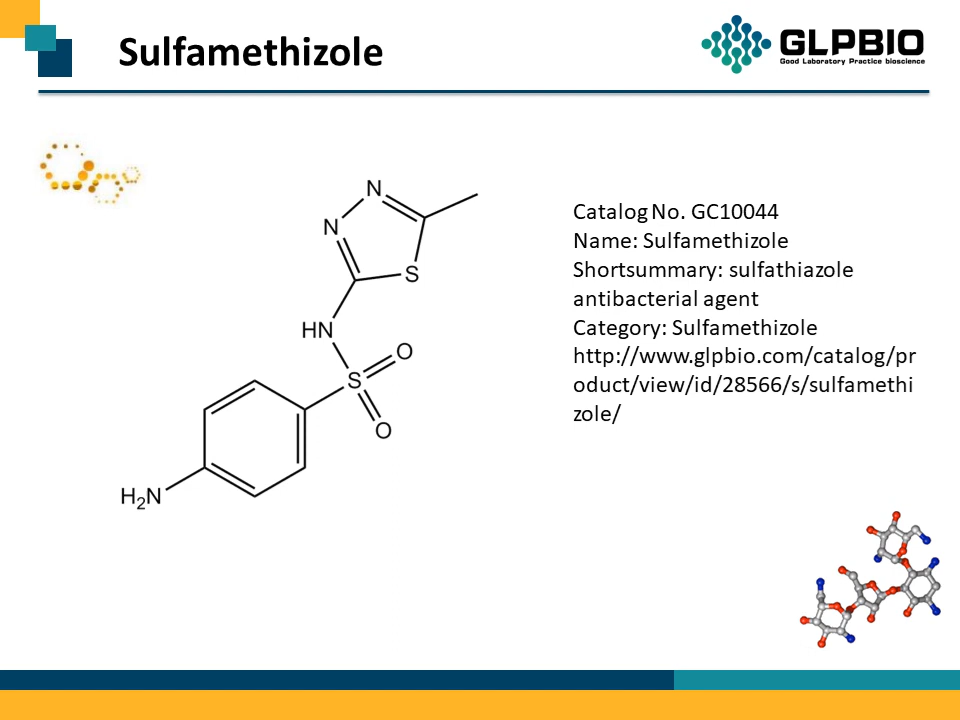 Sulfamethizole
GLPBIO
Good Laboratory Practice bioscience
N
N
S
HN
O
S
O
H2N
Catalog No. GC10044
Name: Sulfamethizole
Shortsummary: sulfathiazole
antibacterial agent
Category: Sulfamethizole
http://www.glpbio.com/catalog/pr
oduct/view/id/28566/s/sulfamethi
zole/